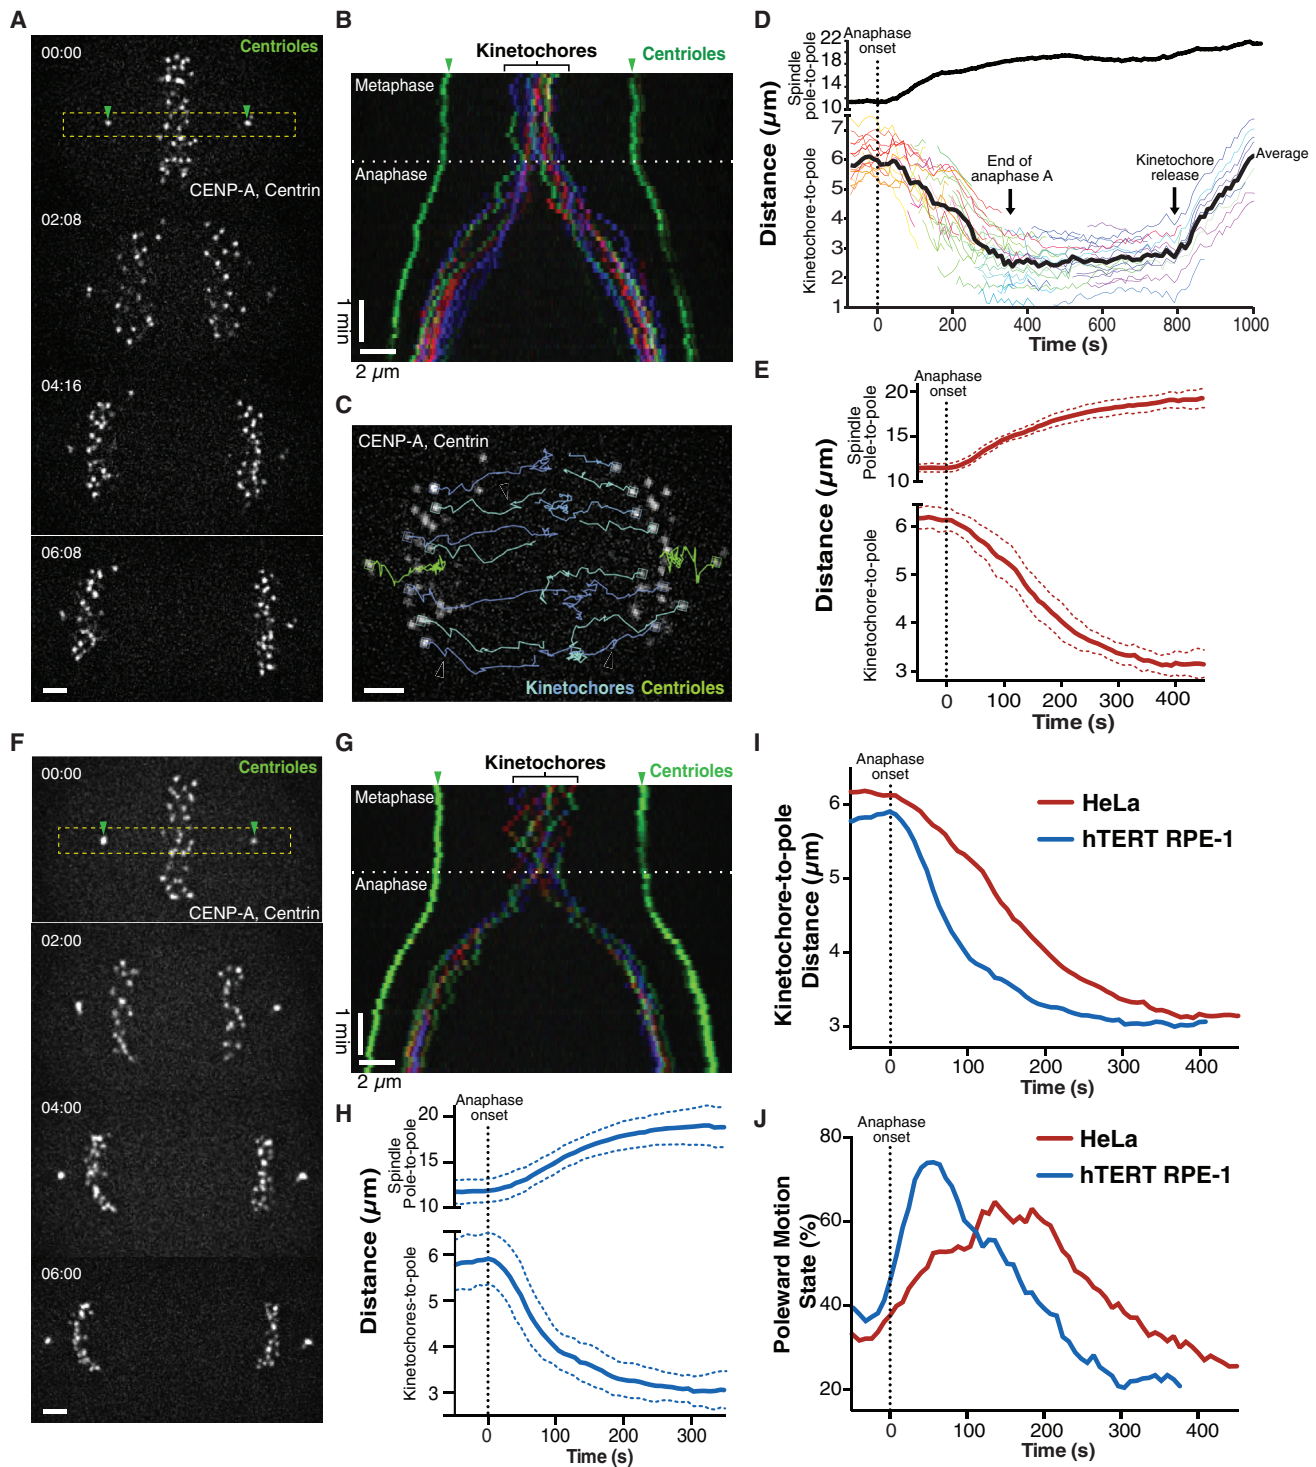 A
00:00
Centrioles
CENP-A, Centrin
02:08
04:16
06:08
B
Kinetochores
Centrioles
Metaphase
Anaphase
1 min
2 µm
C
CENP-A, Centrin
Kinetochores Centrioles
D
Anaphase
onset
Distance (µm)
Spindle
pole-to-pole
22
18
14
10
Kinetochore-to-pole
7
6
5
4
3
2
1
End of
anaphase A
Kinetochore
release
Average
0
200
400
600
800
1000
Time (s)
E
Anaphase
onset
Distance (µm)
Spindle
Pole-to-pole
20
15
10
Kinetochore-to-pole
6
5
4
3
0
100
200
300
400
Time (s)
F
00:00
Centrioles
CENP-A, Centrin
02:00
04:00
06:00
G
Kinetochores
Centrioles
Metaphase
Anaphase
1 min
2 µm
H
Anaphase
onset
Distance (µm)
Spindle
Pole-to-pole
20
15
10
Kinetochores-to-pole
6
5
4
3
0
100
200
300
Time (s)
I
Anaphase
onset
HeLa
hTERT RPE-1
Kinetochore-to-pole
Distance (µm)
6
5
4
3
0
100
200
300
400
Time (s)
J
Anaphase
onset
HeLa
hTERT RPE-1
Poleward Motion
State (%)
80
60
40
20
0
100
200
300
400
Time (s)